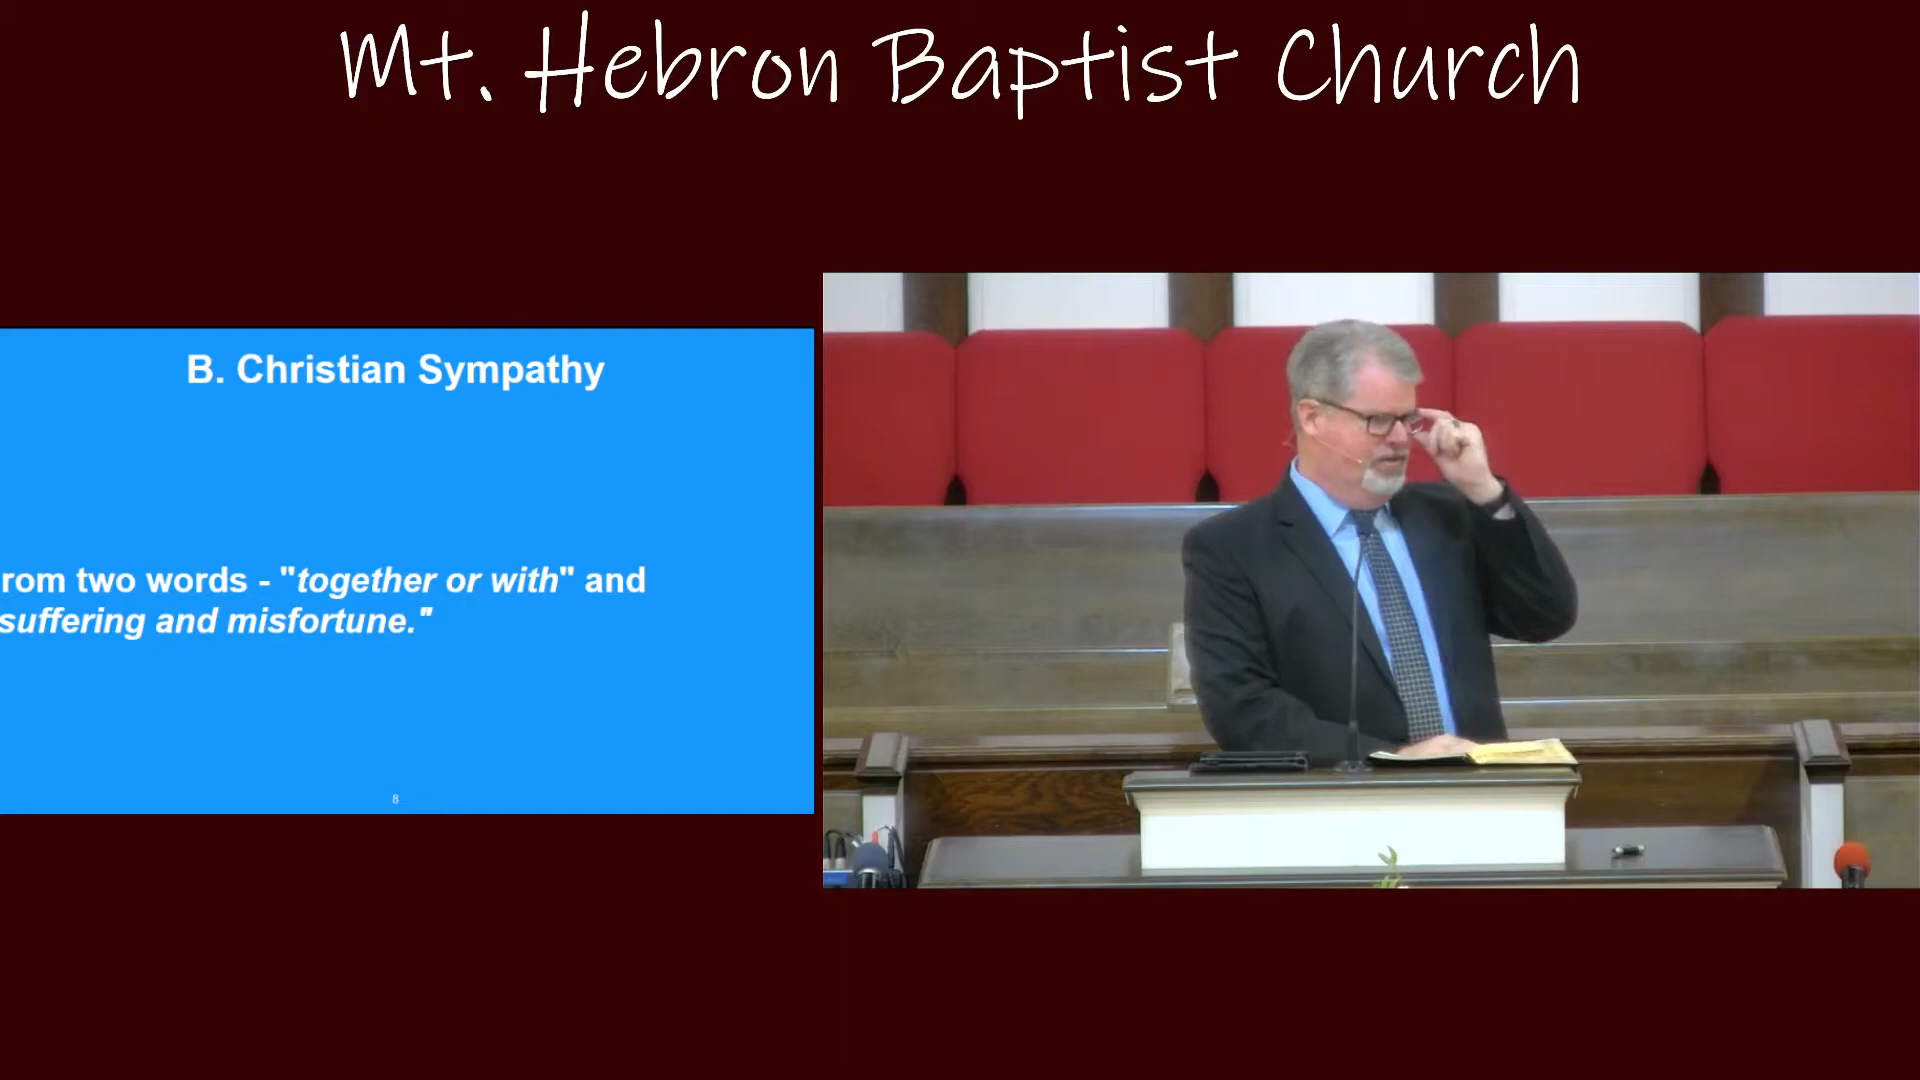 Mt. Hebron Baptist Church
B. Christian Sympathy
rom two words - "together or with" and
suffering and misfortune."
8